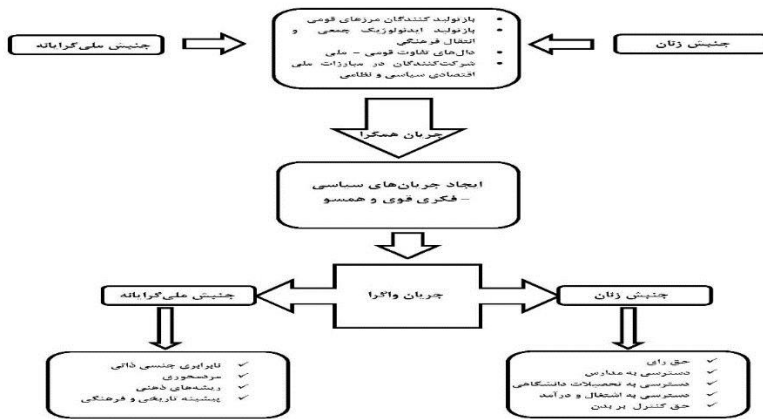 بازتولید کنندگان مرزهای قومی
بازتولید ایدئولوژیک جمعی و
انتقال فرهنگی
دال‌های تفاوت قومی – ملی
شرکت‌کنندگان در مبارزات ملی
اقتصادی سیاسی و نظامی
جنبش زنان
جنبش ملی‌گرایانه
جریان همگرا
ایجاد جریان‌های سیاسی
– فکری قوی و همسو
جریان واگرا
جنبش زنان
جنبش ملی‌گرایانه
حق رای
دسترسی به مدارس
دسترسی به تحصیلات دانشگاهی
دسترسی به اشتغال و درآمد
حق کنترل بر بدن
نابرابری جنسی ذاتی
مردمحوری
ریشه‌های ذهنی
پیشینه تاریخی و فرهنگی